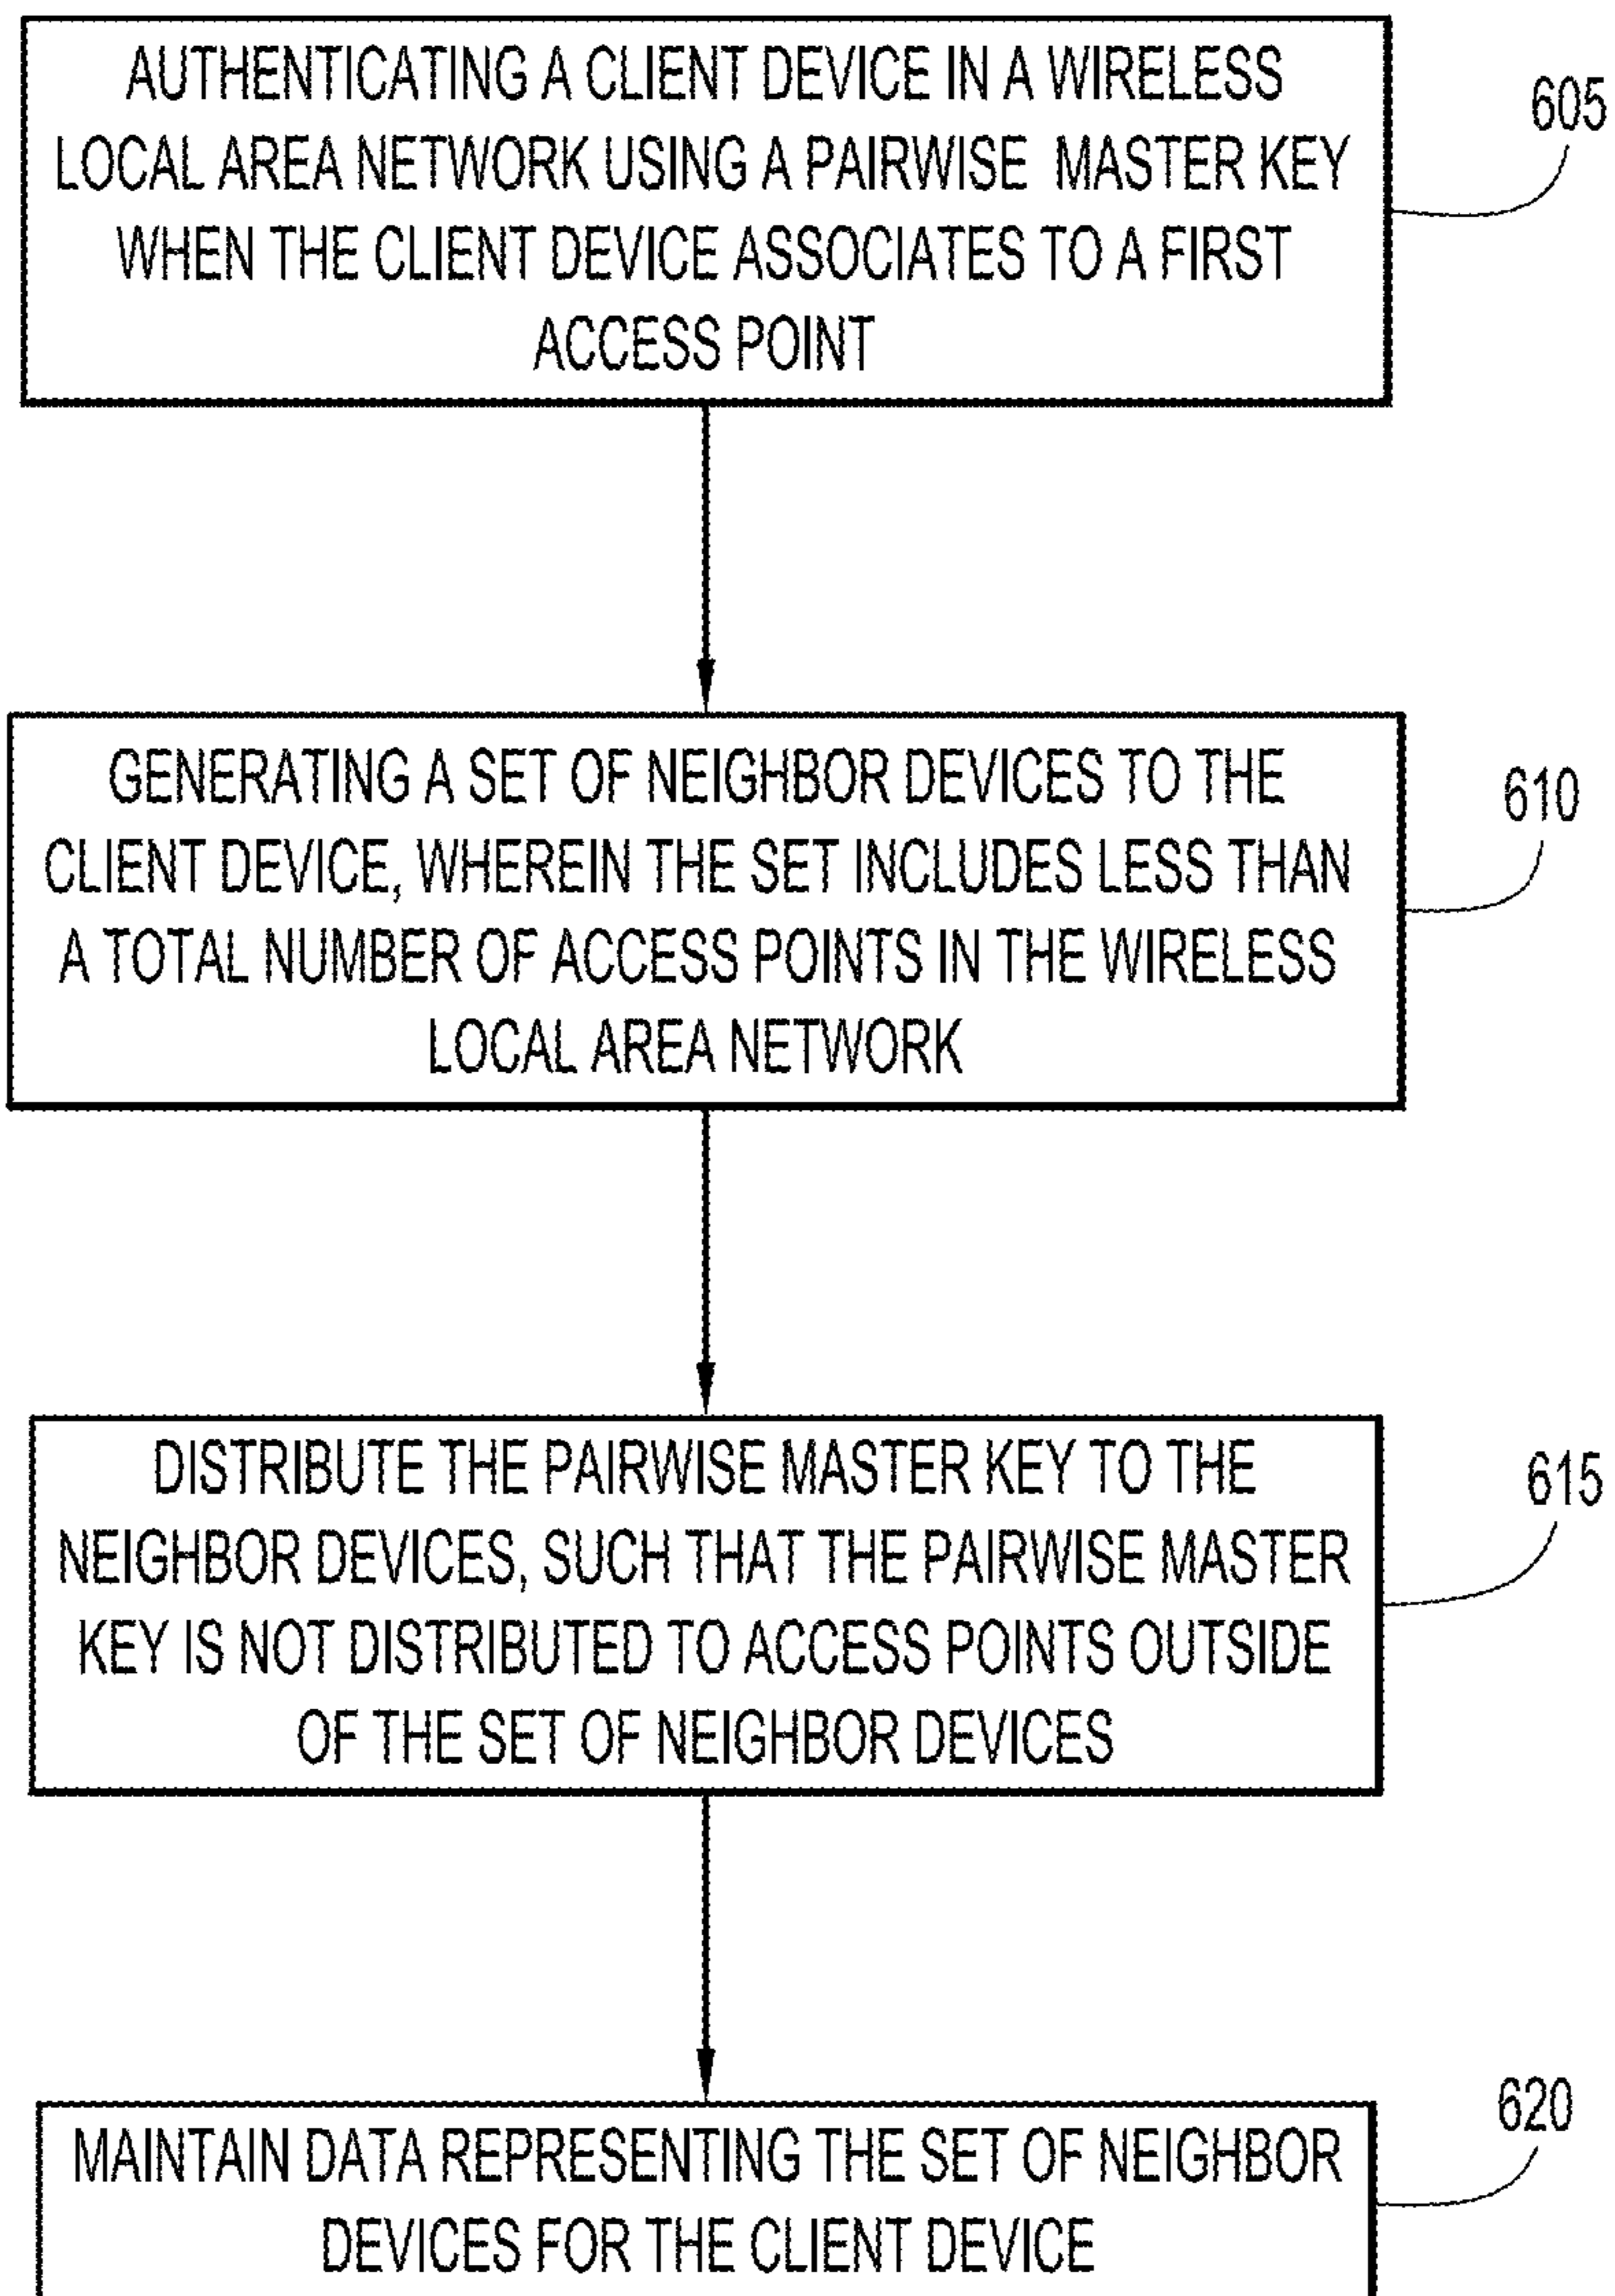 AUTHENTICATING A CLIENT DEVICE IN A WIRELESS
LOCAL AREA NETWORK USING A PAIRWISE MASTER KEY
WHEN THE CLIENT DEVICE ASSOCIATES TO A FIRST
ACCESS POINT
605
GENERATING A SET OF NEIGHBOR DEVICES TO THE
CLIENT DEVICE, WHEREIN THE SET INCLUDES LESS THAN
A TOTAL NUMBER OF ACCESS POINTS IN THE WIRELESS
LOCAL AREA NETWORK
610
DISTRIBUTE THE PAIRWISE MASTER KEY TO THE
NEIGHBOR DEVICES, SUCH THAT THE PAIRWISE MASTER
KEY IS NOT DISTRIBUTED TO ACCESS POINTS OUTSIDE
OF THE SET OF NEIGHBOR DEVICES
615
MAINTAIN DATA REPRESENTING THE SET OF NEIGHBOR
DEVICES FOR THE CLIENT DEVICE
620